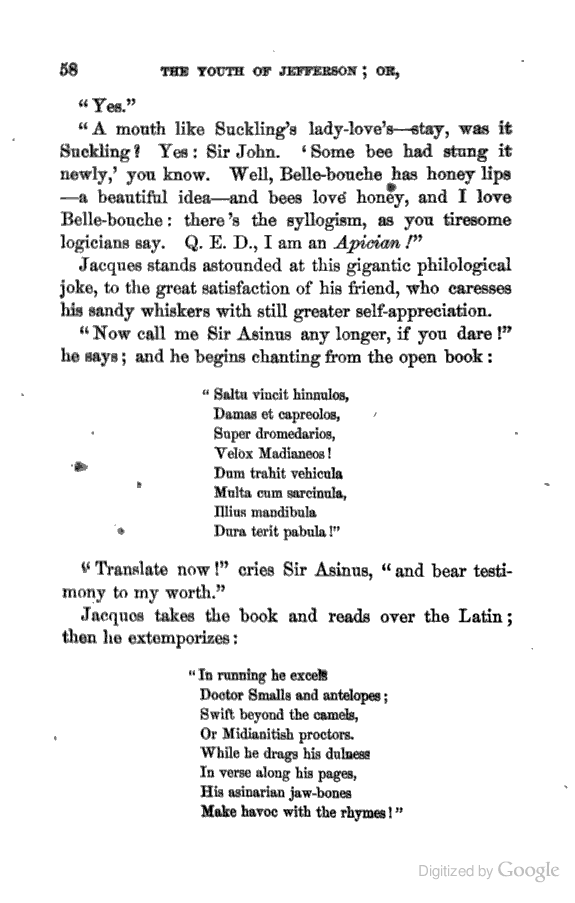 58 THE YOUTH OF JEFFERSON; OR,
"Yes."
"A mouth like Suckling's lady-love's—stay, was it
Suckling? Yes: Sir John. 'Some bee had stung it
newly,' you know. Well, Belle-bouche has honey lips
—a beautiful idea—and bees love honey, and I love
Belle-bouche: there's the syllogism, as you tiresome
logicians say. Q. E. D., I am an Apician!"
Jacques stands astounded at this gigantic philological
joke, to the great satisfaction of his friend, who caresses
his sandy whiskers with still greater self-appreciation.
"Now call me Sir Asinus any longer, if you dare!"
he says; and he begins chanting from the open book:
"Saltu vincit hinnulos,
Damas et capreolos,
Super dromedarios,
Velox Madianeos!
Dum trahit vehicula
Multa cum sarcinula,
Illius mandibula
Dura terit pabula!"
"Translate now!" cries Sir Asinus, "and bear testi-
mony to my worth."
Jacques takes the book and reads over the Latin;
then he extemporizes:
"In running he excels
Doctor Smalls and antelopes;
Swift beyond the camels,
Or Midianitish proctors.
While he drags his dulness
In verse along his pages,
His asinarian jaw-bones
Make havoc with the rhymes!"
Digitized by Google